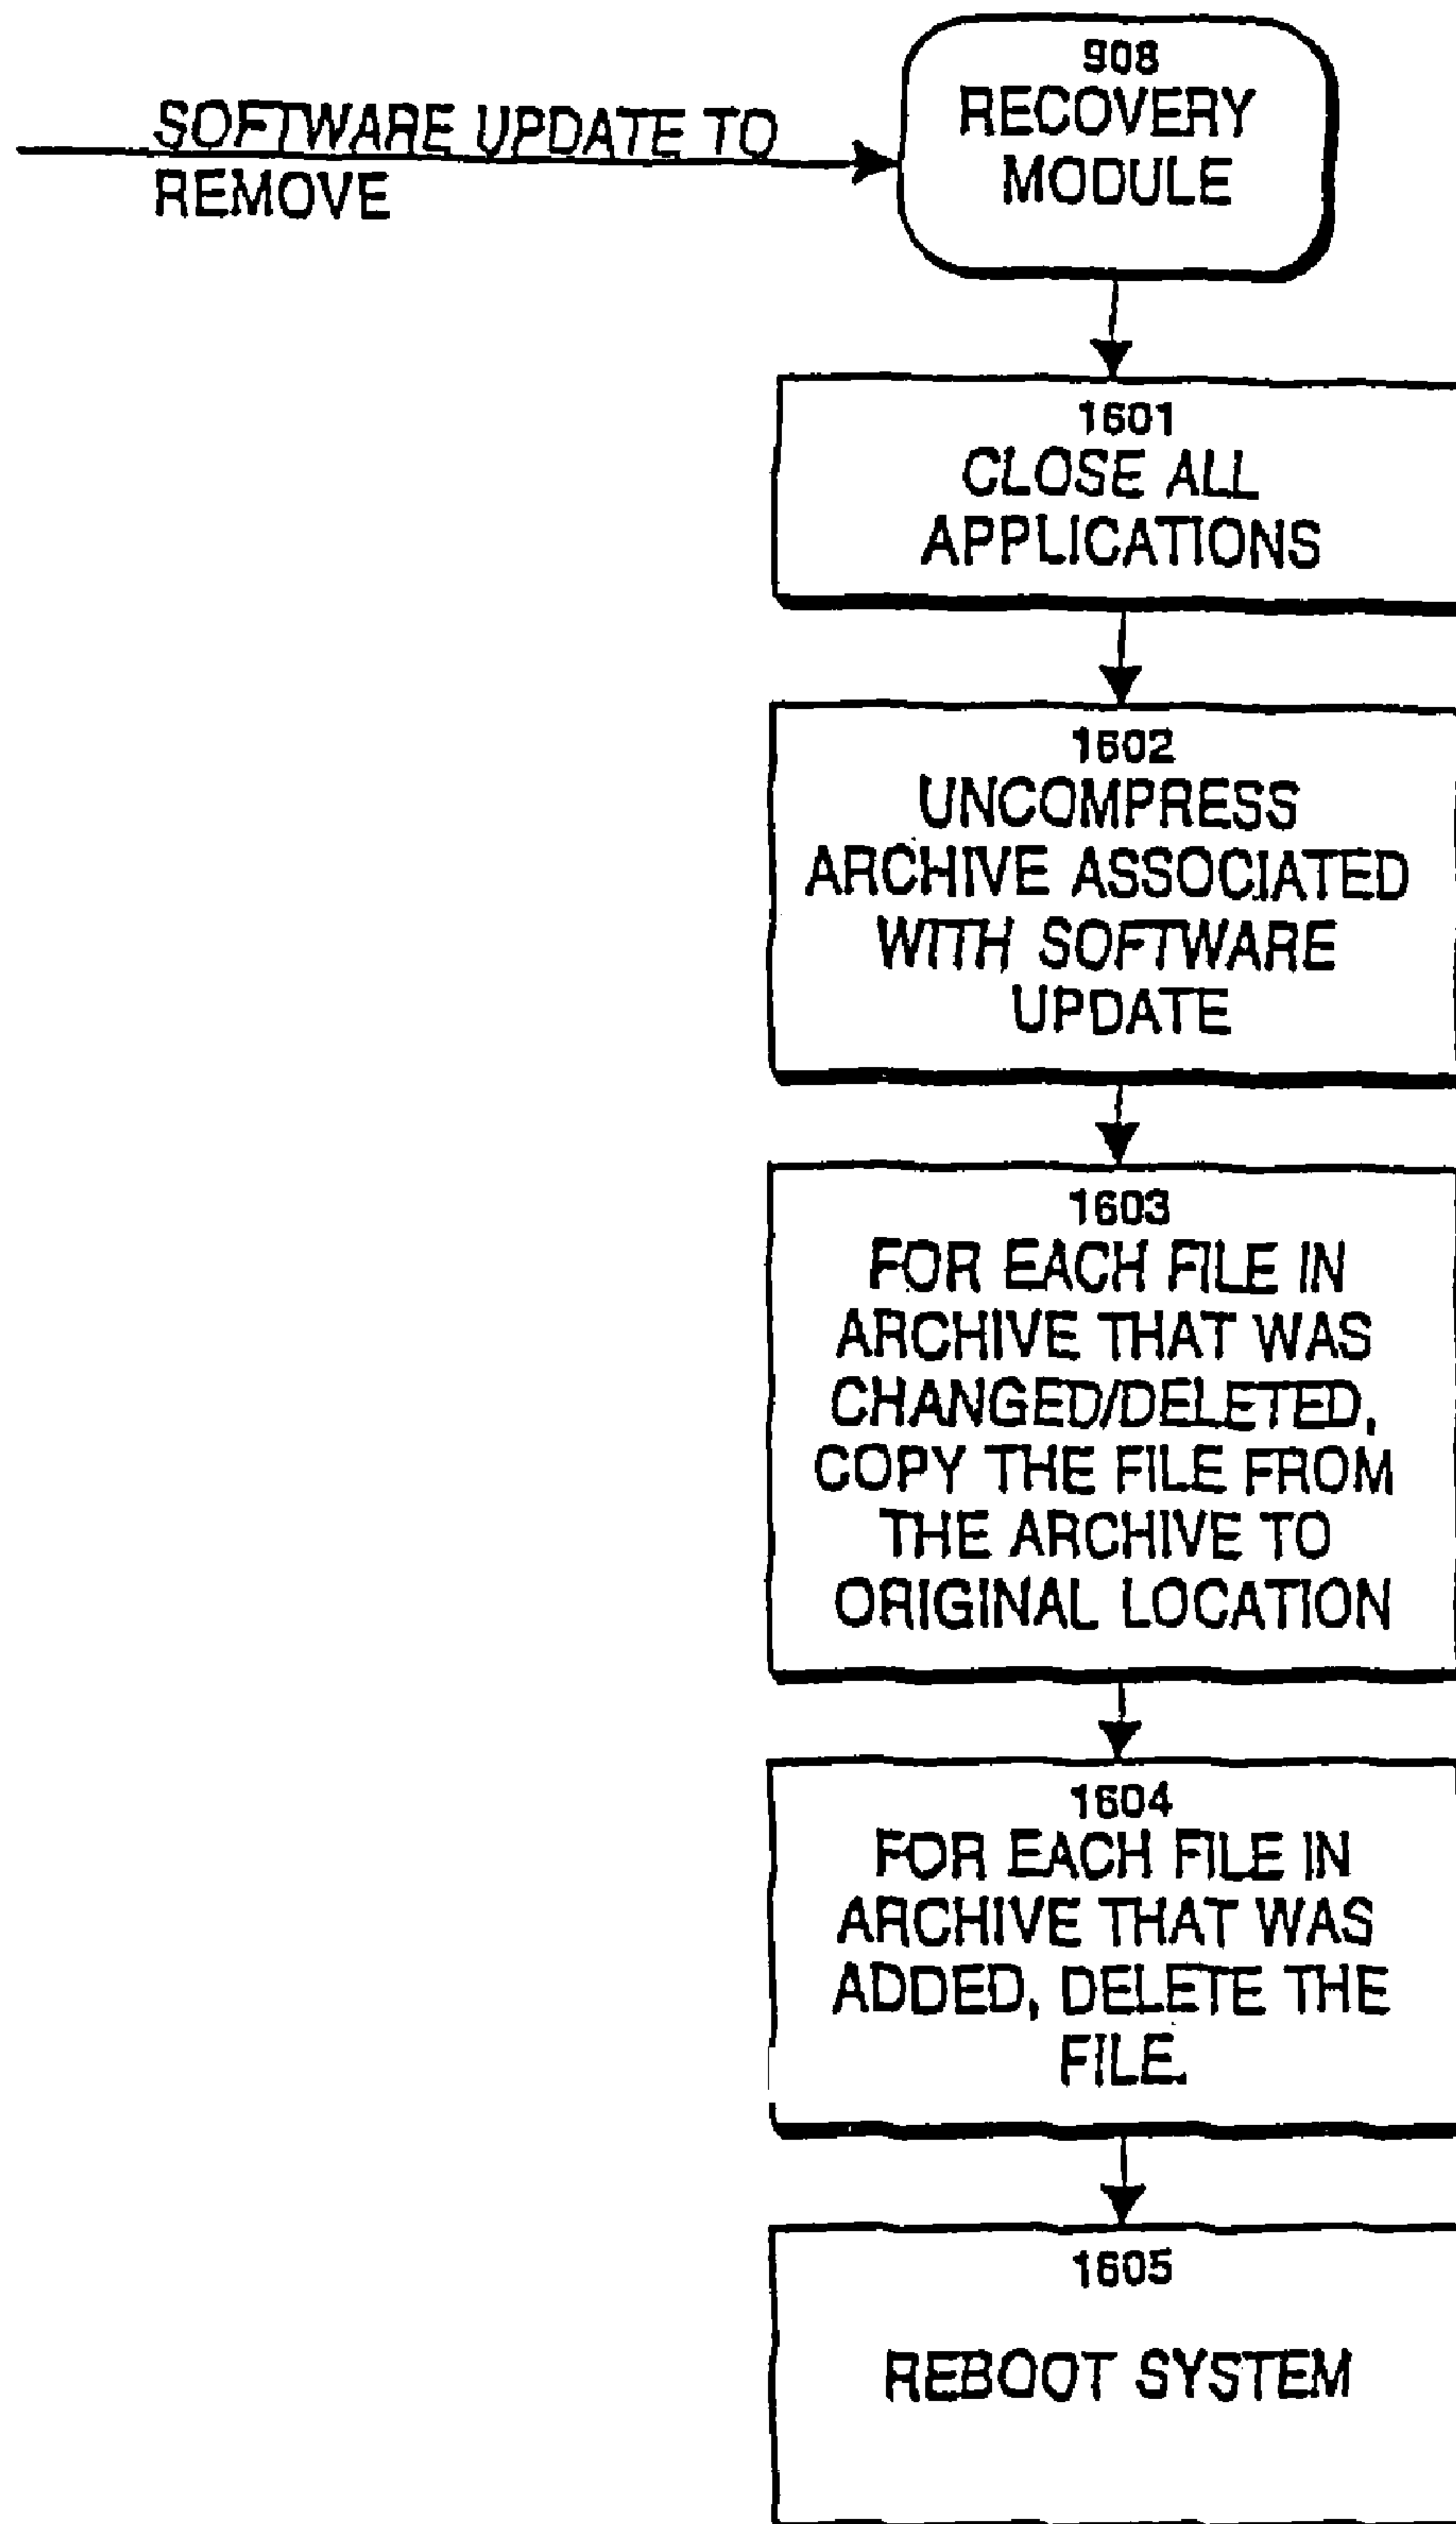 908
RECOVERY
MODULE
SOFTWARE UPDATE TO
REMOVE
1601
CLOSE ALL
APPLICATIONS
1602
UNCOMPRESS
ARCHIVE ASSOCIATED
WITH SOFTWARE
UPDATE
1603
FOR EACH FILE IN
ARCHIVE THAT WAS
CHANGED/DELETED,
COPY THE FILE FROM
THE ARCHIVE TO
ORIGINAL LOCATION
1604
FOR EACH FILE IN
ARCHIVE THAT WAS
ADDED, DELETE THE
FILE.
1605
REBOOT SYSTEM